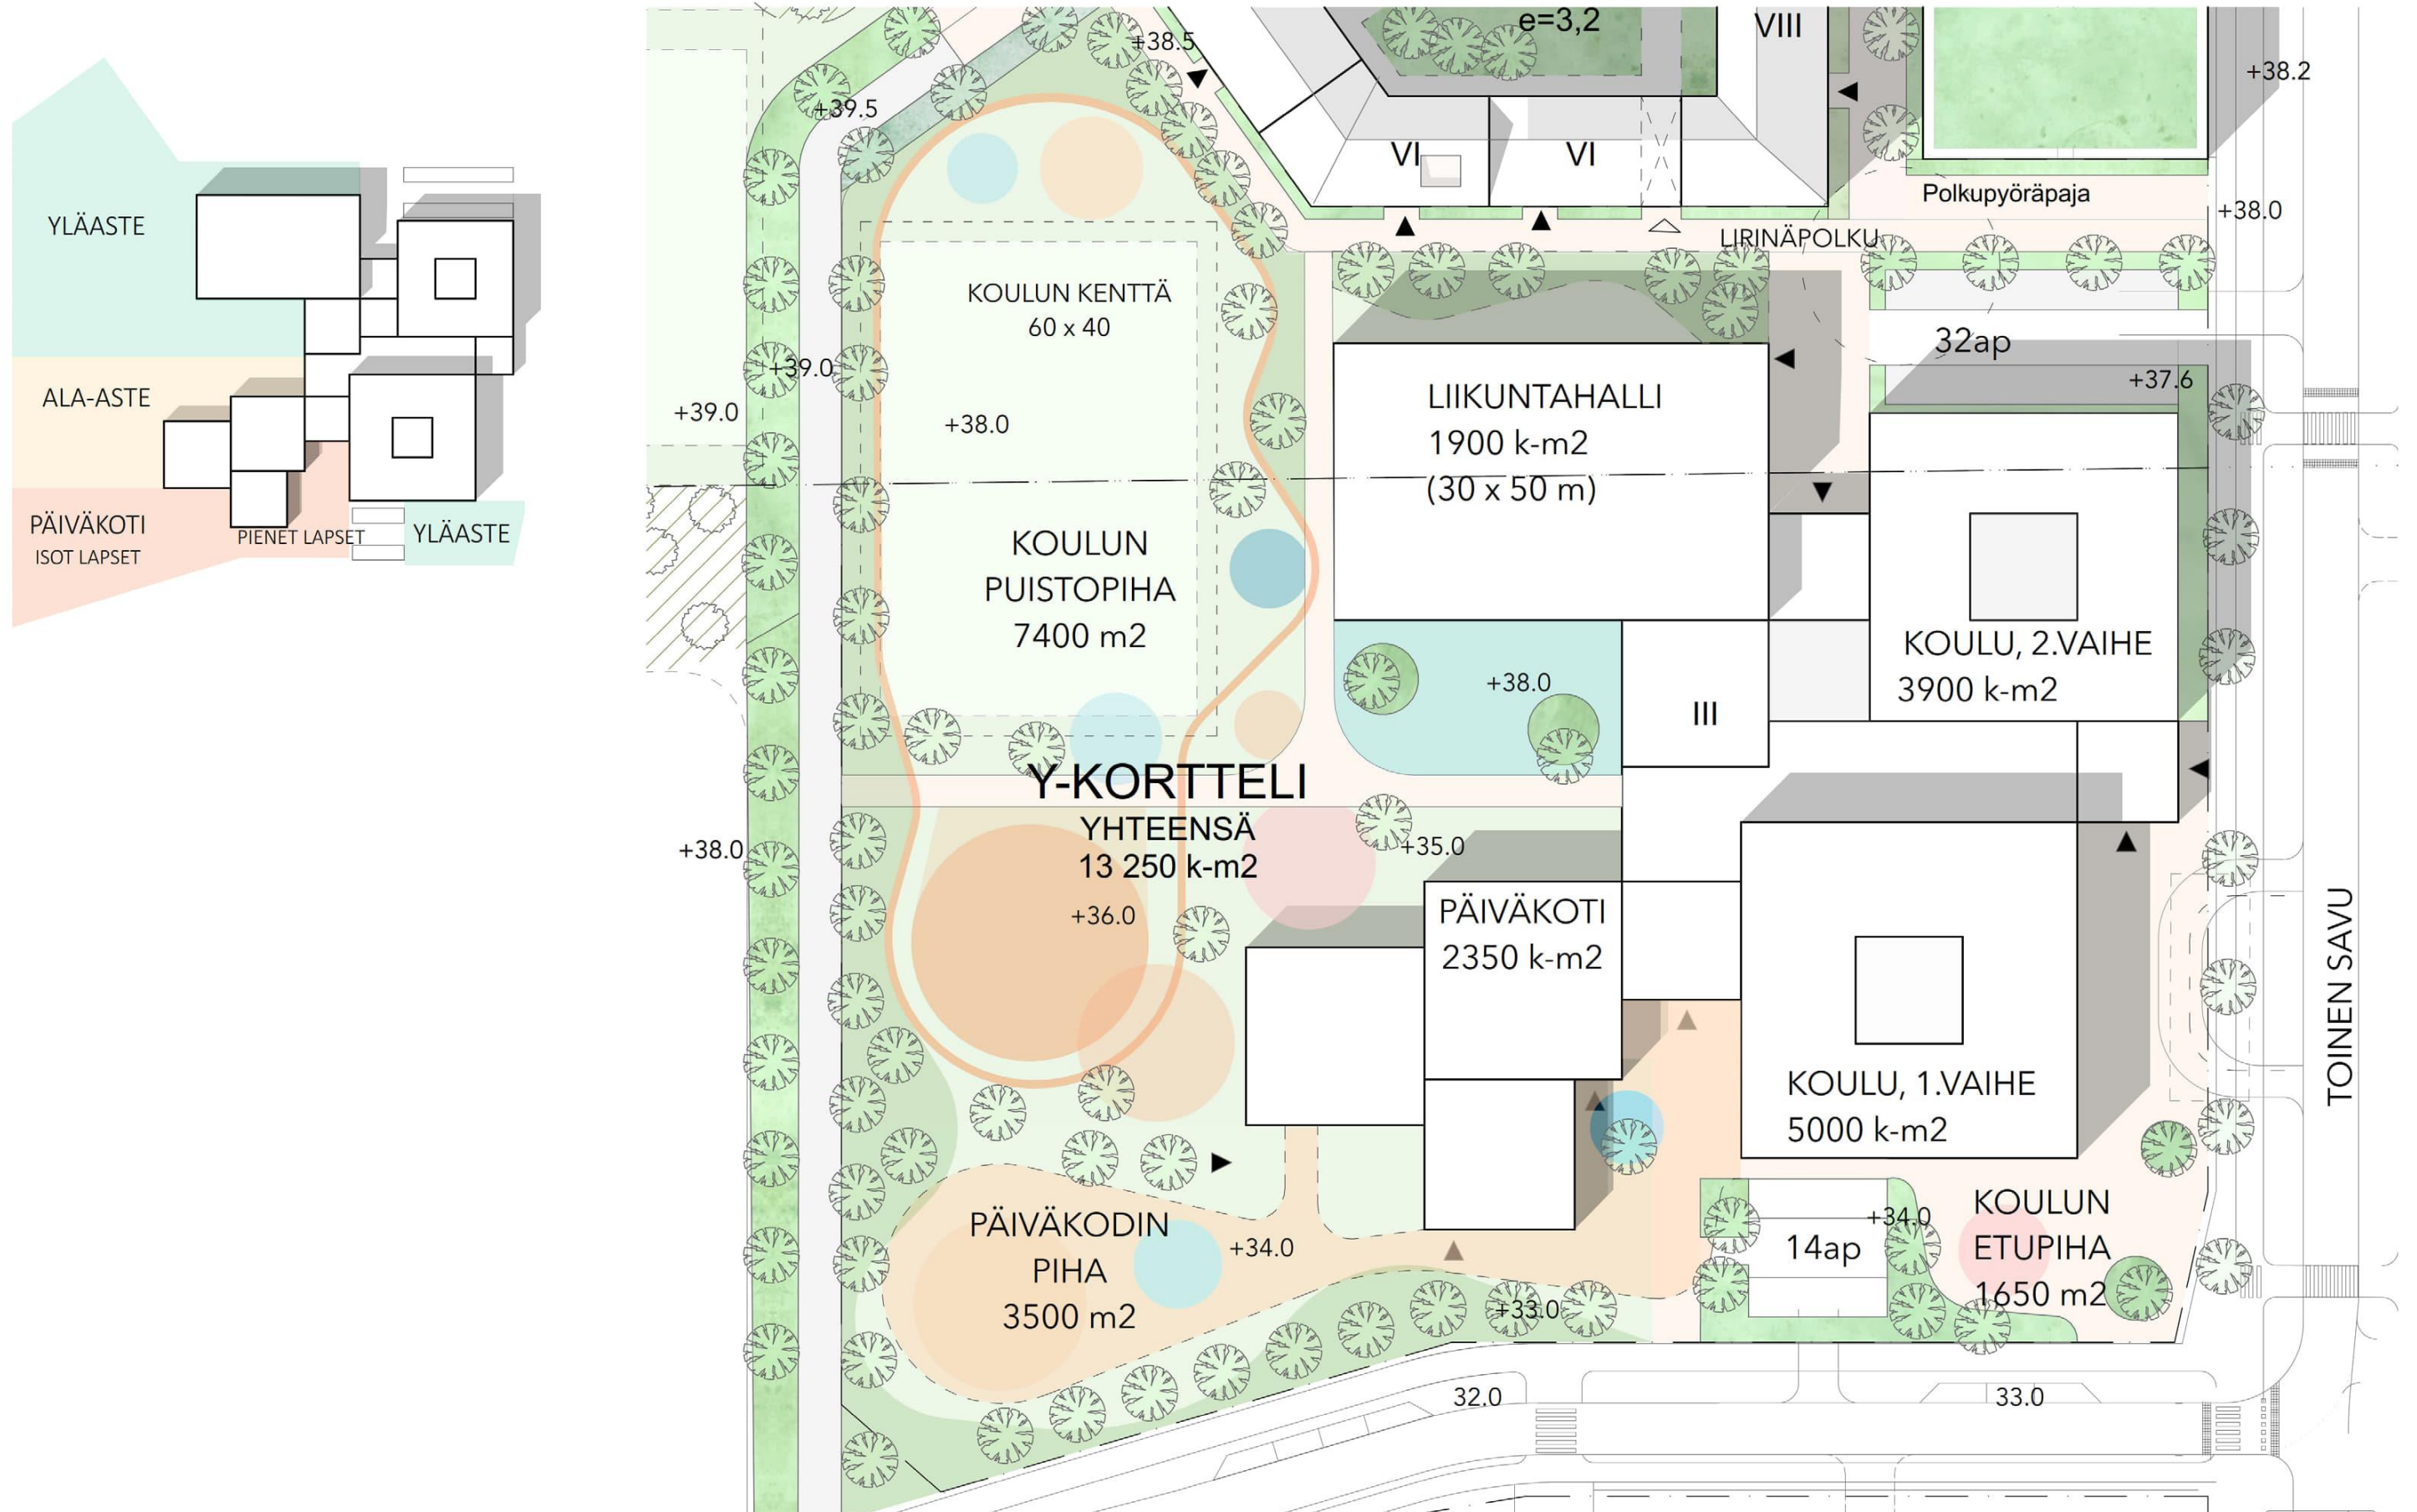 YLÄASTE
ALA-ASTE
PÄIVÄKOTI
ISOT LAPSET
PIENET LAPSET
YLÄASTE
e=3,2
VIII
+38.5
+38.2
+39.5
VI
VI
Polkupyöräpaja
+38.0
LIRINÄPOLKU
KOULUN KENTTÄ
60 x 40
32ap
+39.0
+37.6
+39.0
+38.0
LIIKUNTAHALLI
1900 k-m2
(30 x 50 m)
KOULUN
PUISTOPIHA
7400 m2
+38.0
III
KOULU, 2.VAIHE
3900 k-m2
Y-KORTTELI
YHTEENSÄ
13 250 k-m2
+38.0
+35.0
+36.0
PÄIVÄKOTI
2350 k-m2
TOINEN SAVU
KOULU, 1.VAIHE
5000 k-m2
PÄIVÄKODIN
PIHA
3500 m2
+34.0
14ap
+34.0
KOULUN
ETUPIHA
1650 m2
+33.0
32.0
33.0